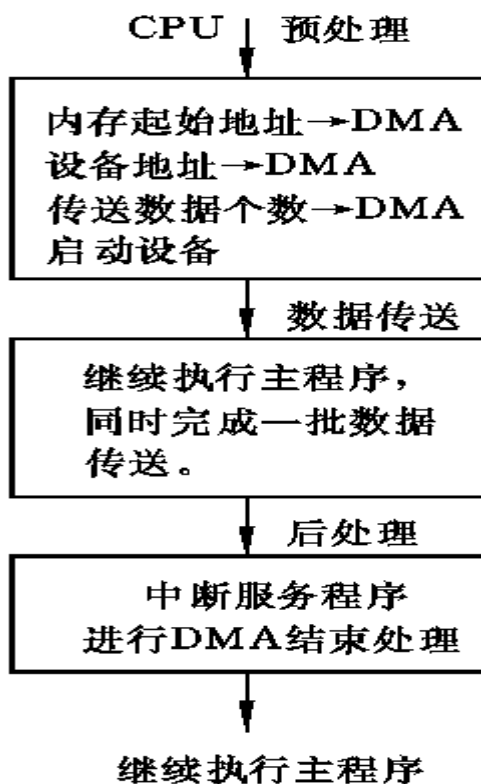 CPU 预处理
内存起始地址→DMA
设备地址→DMA
传送数据个数→DMA
启动设备
数据传送
继续执行主程序，
同时完成一批数据
传送。
后处理
中断服务程序
进行DMA结束处理
继续执行主程序